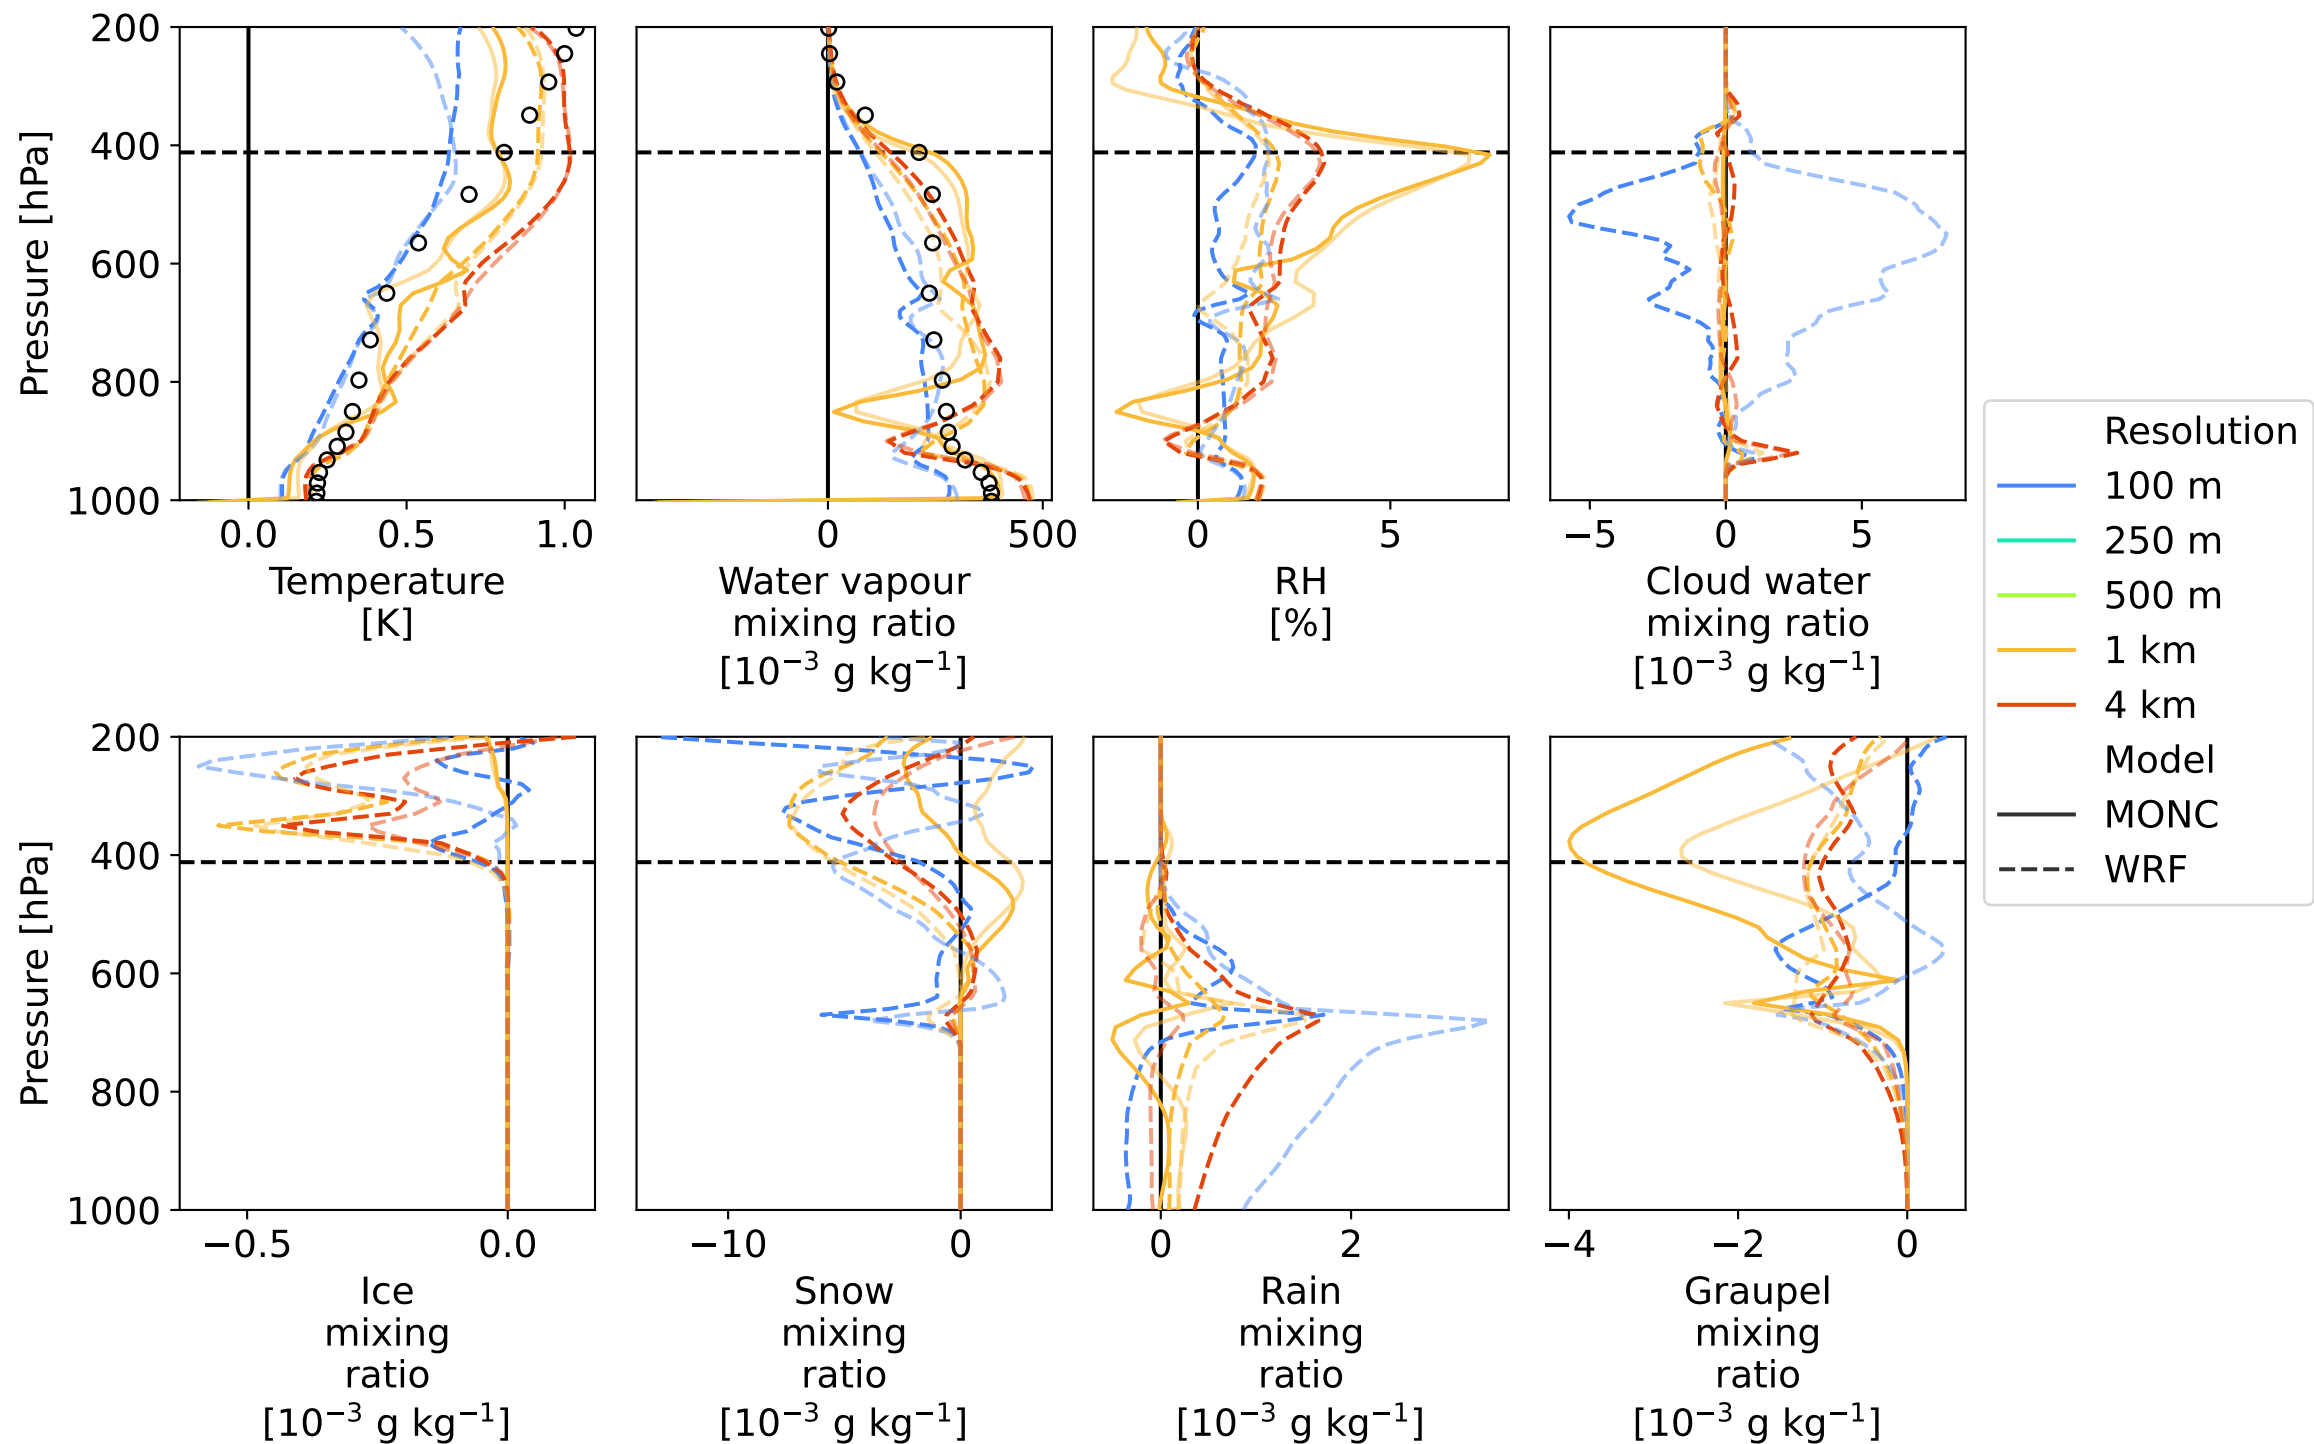 200
400
600
800
1000
Pressure [hPa]
0.0 0.5 1.0
Temperature
[K]
0 500
Water vapour
mixing ratio
[10⁻³ g kg⁻¹]
0 5
RH
[%]
−5 0 5
Cloud water
mixing ratio
[10⁻³ g kg⁻¹]
Resolution
100 m
250 m
500 m
1 km
4 km
Model
MONC
WRF
200
400
600
800
1000
Pressure [hPa]
−0.5 0.0
Ice
mixing
ratio
[10⁻³ g kg⁻¹]
−10 0
Snow
mixing
ratio
[10⁻³ g kg⁻¹]
0 2
Rain
mixing
ratio
[10⁻³ g kg⁻¹]
−4 −2 0
Graupel
mixing
ratio
[10⁻³ g kg⁻¹]